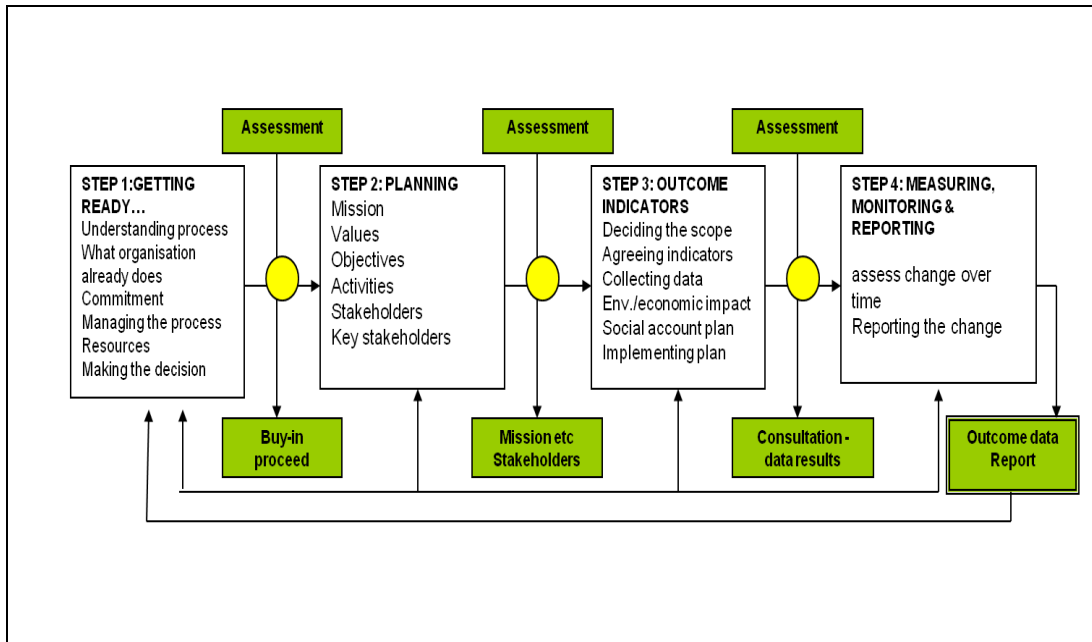 Assessment
Assessment
Assessment
STEP 1:GETTING
READY...
Understanding process
What organisation
already does
Commitment
Managing the process
Resources
Making the decision
STEP 2: PLANNING
Mission
Values
Objectives
Activities
Stakeholders
Key stakeholders
STEP 3: OUTCOME
INDICATORS
Deciding the scope
Agreeing indicators
Collecting data
Env./economic impact
Social account plan
Implementing plan
STEP 4: MEASURING,
MONITORING &
REPORTING
assess change over
time
Reporting the change
Buy-in
proceed
Mission etc
Stakeholders
Consultation -
data results
Outcome data
Report